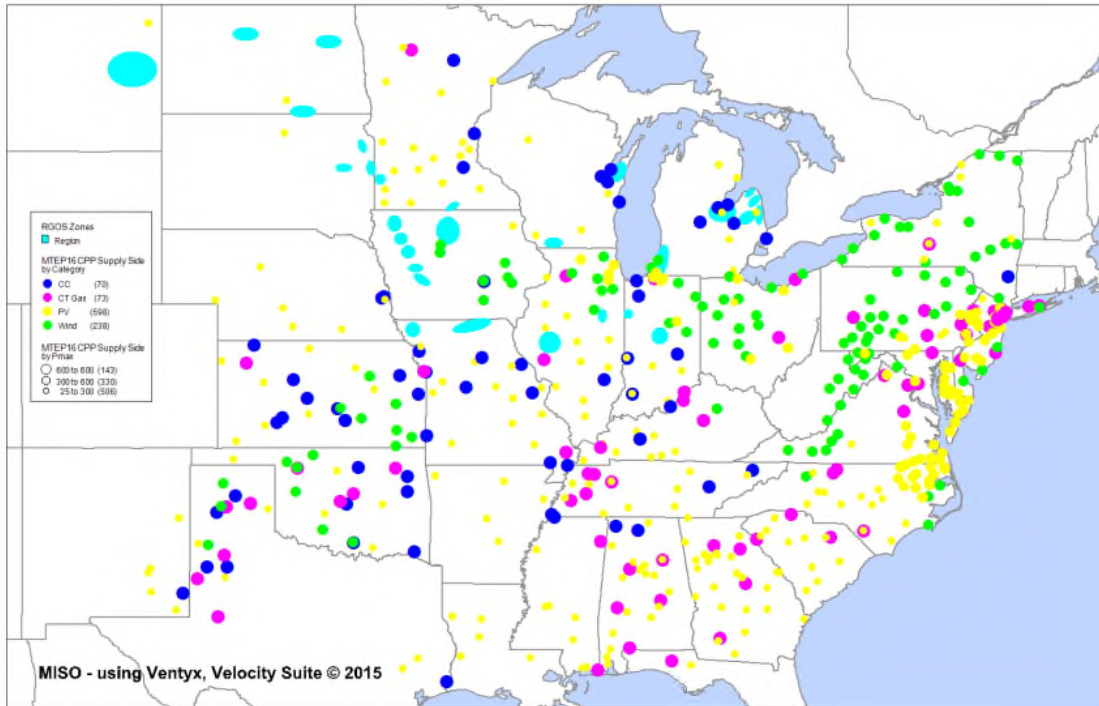 RGOS Zones
Region
MTEP16 CPP Supply Side
by Category
CC (70)
CT Gas (73)
PV (598)
Wind (238)
MTEP16 CPP Supply Side
by Pmax
600 to 600 (143)
300 to 600 (330)
25 to 300 (506)
MISO - using Ventyx, Velocity Suite © 2015